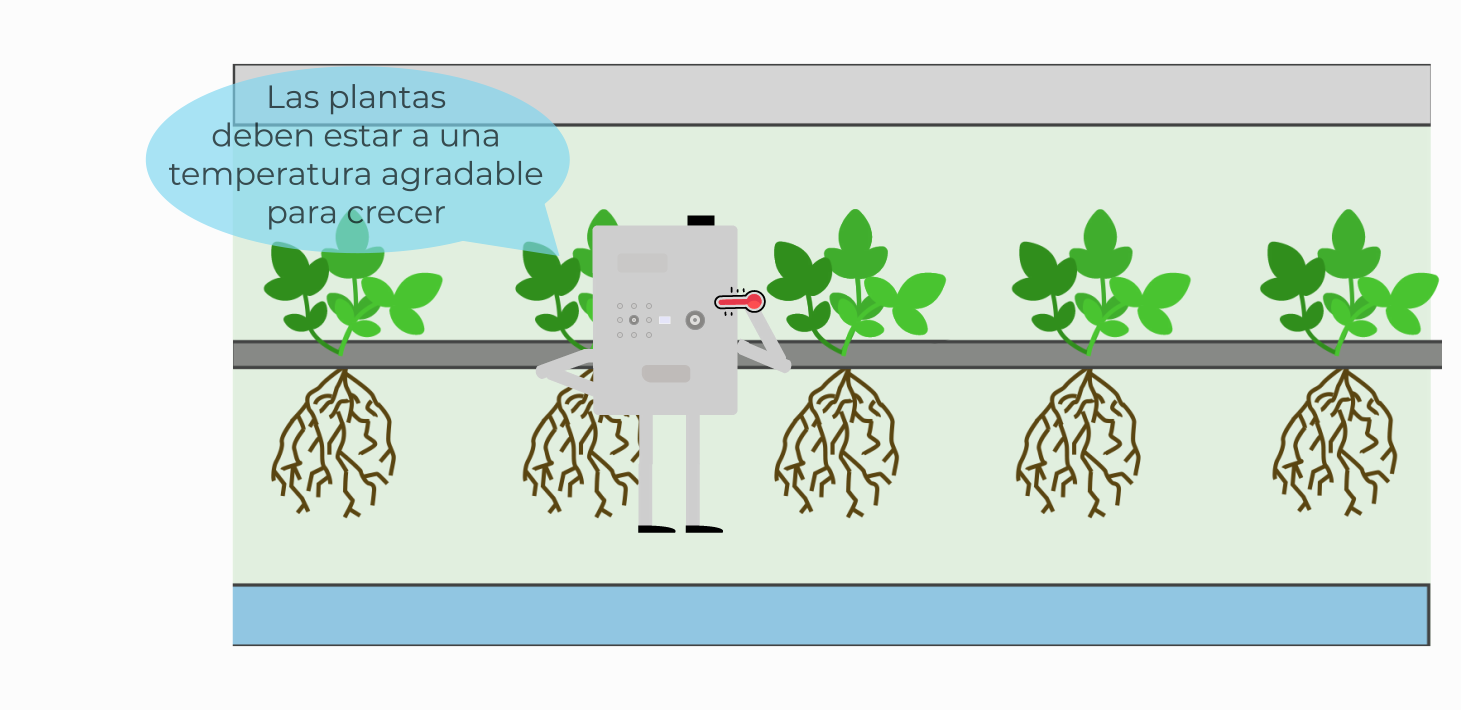 Las plantas
deben estar a una
temperatura agradable
para crecer